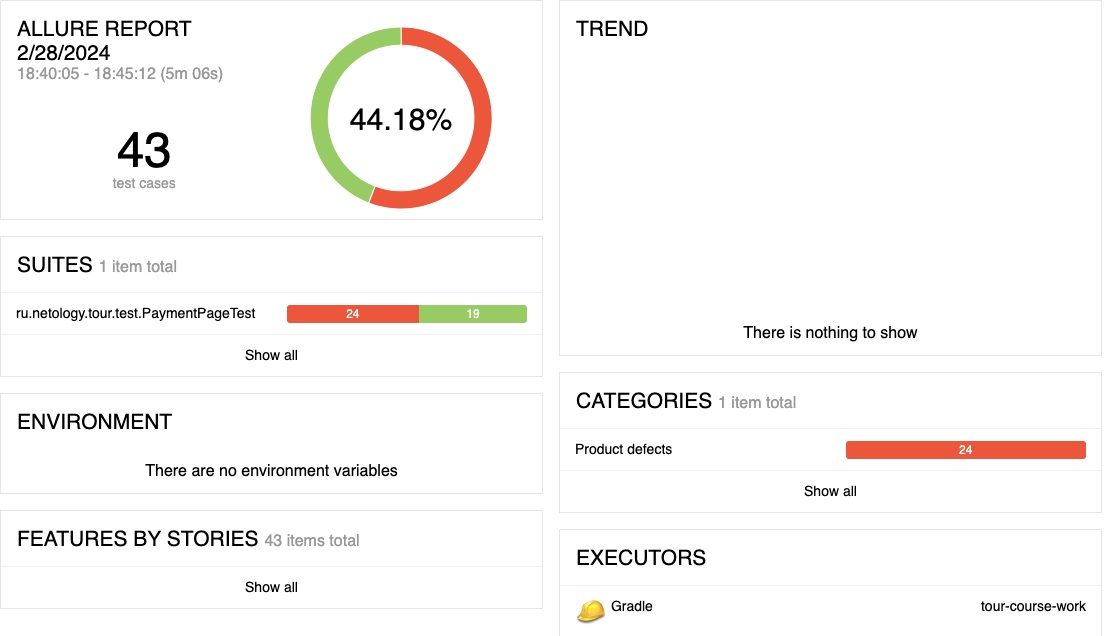 ALLURE REPORT
2/28/2024
18:40:05 - 18:45:12 (5m 06s)
43
test cases
44.18%
SUITES 1 item total
ru.netology.tour.test.PaymentPageTest 24 19
Show all
ENVIRONMENT
There are no environment variables
FEATURES BY STORIES 43 items total
Show all
TREND
There is nothing to show
CATEGORIES 1 item total
Product defects 24
Show all
EXECUTORS
Gradle tour-course-work